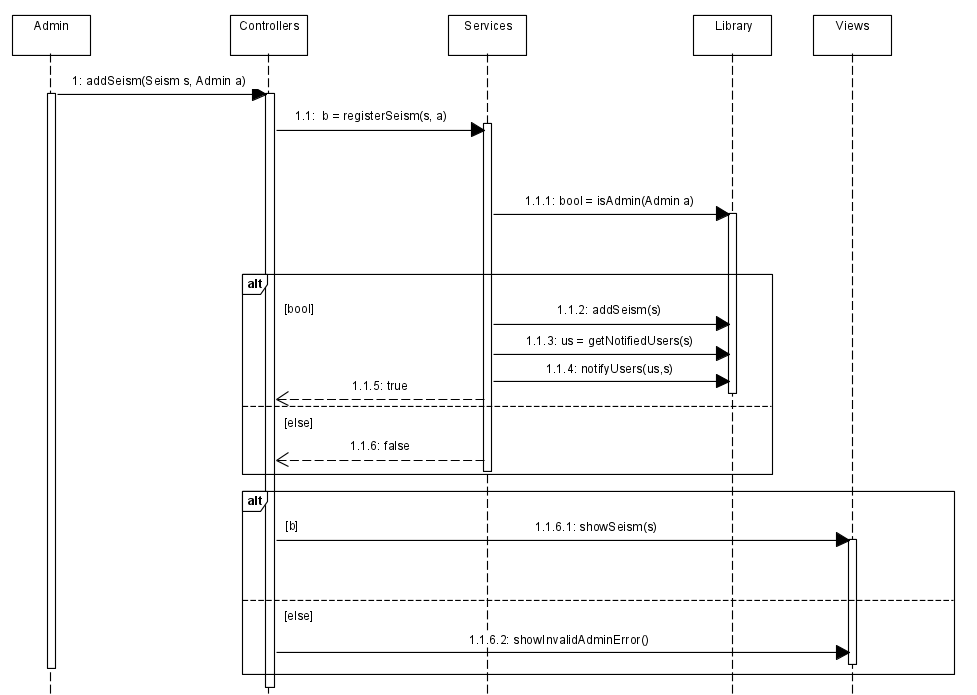 Admin
Controllers
Services
Library
Views
1: addSeism(Seism s, Admin a)
1.1:  b = registerSeism(s, a)
1.1.1: bool = isAdmin(Admin a)
alt
[bool]
1.1.2: addSeism(s)
1.1.3: us = getNotifiedUsers(s)
1.1.4: notifyUsers(us,s)
1.1.5: true
[else]
1.1.6: false
alt
[b]
1.1.6.1: showSeism(s)
[else]
1.1.6.2: showInvalidAdminError()